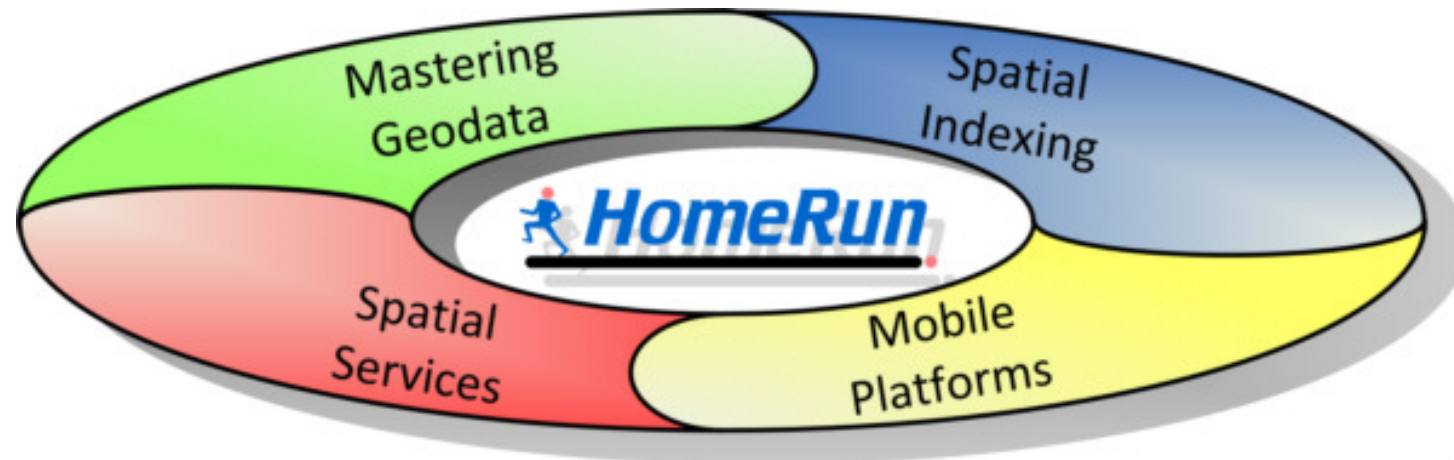 Mastering
Geodata
Spatial
Indexing
HomeRun
Spatial
Services
Mobile
Platforms